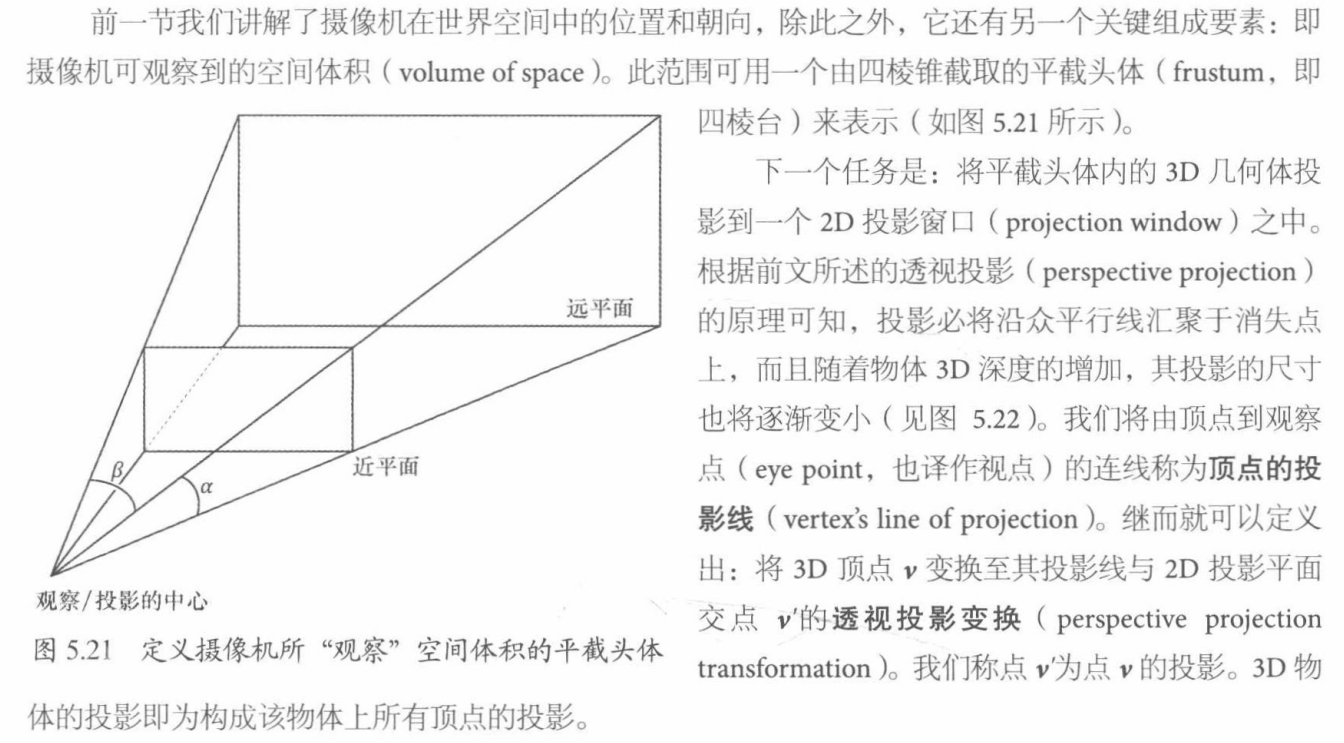 前一节我们讲解了摄像机在世界空间中的位置和朝向，除此之外，它还有另一个关键组成要素：即
摄像机可观察到的空间体积（volume of space）。此范围可用一个由四棱锥截取的平截头体（frustum，即
四棱台）来表示（如图 5.21 所示）。
下一个任务是：将平截头体内的 3D 几何体投
影到一个 2D 投影窗口（projection window）之中。
根据前文所述的透视投影（perspective projection）
的原理可知，投影必将沿众平行线汇聚于消失点
上，而且随着物体 3D 深度的增加，其投影的尺寸
也将逐渐变小（见图 5.22）。我们将由顶点到观察
点（eye point，也译作视点）的连线称为顶点的投
影线（vertex's line of projection）。继而就可以定义
出：将 3D 顶点 v 变换至其投影线与 2D 投影平面
交点 v'的透视投影变换（perspective projection
transformation）。我们称点 v'为点 v 的投影。3D 物
体的投影即为构成该物体上所有顶点的投影。
远平面
近平面
β
α
观察/投影的中心
图 5.21 定义摄像机所“观察”空间体积的平截头体